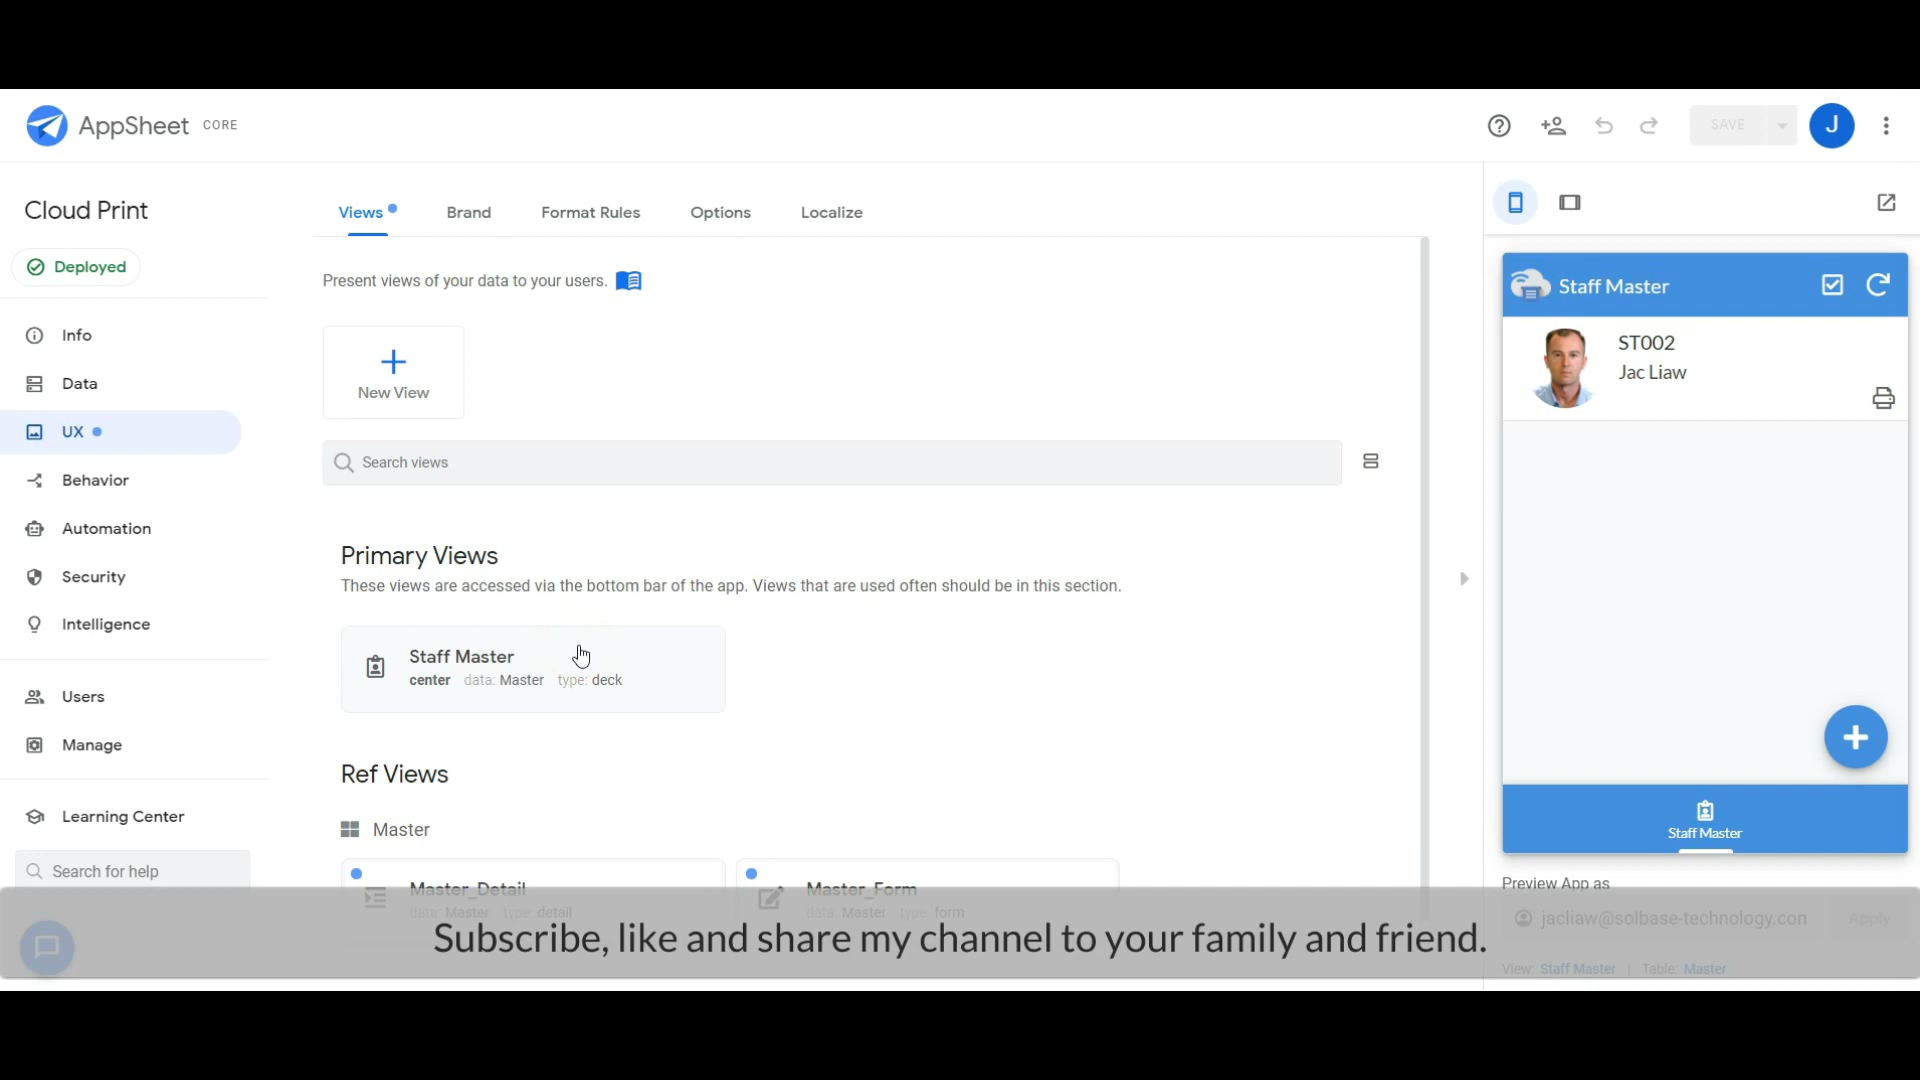 AppSheet CORE
SAVE
J
Cloud Print
Deployed
Info
Data
UX
Behavior
Automation
Security
Intelligence
Users
Manage
Learning Center
Search for help
Views
Brand
Format Rules
Options
Localize
Present views of your data to your users.
New View
Search views
Primary Views
These views are accessed via the bottom bar of the app. Views that are used often should be in this section.
Staff Master
center data: Master type: deck
Ref Views
Master
Master_Detail
data: Master type: detail
Master_Form
data: Master type: form
Staff Master
ST002
Jac Liaw
Staff Master
Preview App as
jacliaw@solbase-technology.con
Apply
View: Staff Master | Table: Master
Subscribe, like and share my channel to your family and friend.